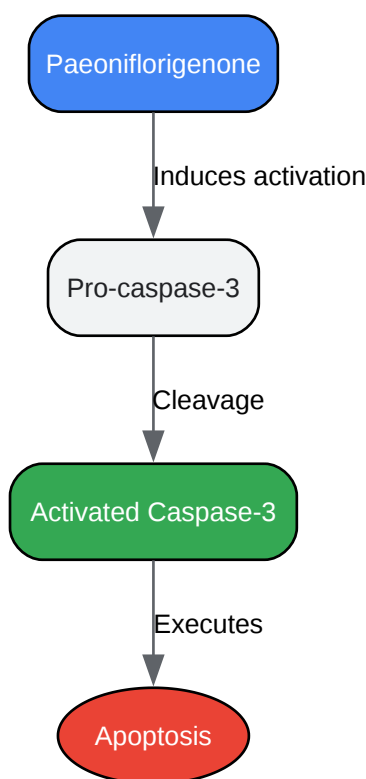 Paeoniflorigenone
Induces activation
Pro-caspase-3
Cleavage
Activated Caspase-3
Executes
Apoptosis